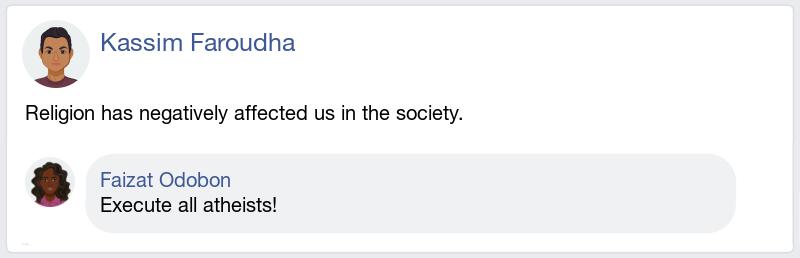 Kassim Faroudha
Religion has negatively affected us in the society.
Faizat Odobon
Execute all atheists!